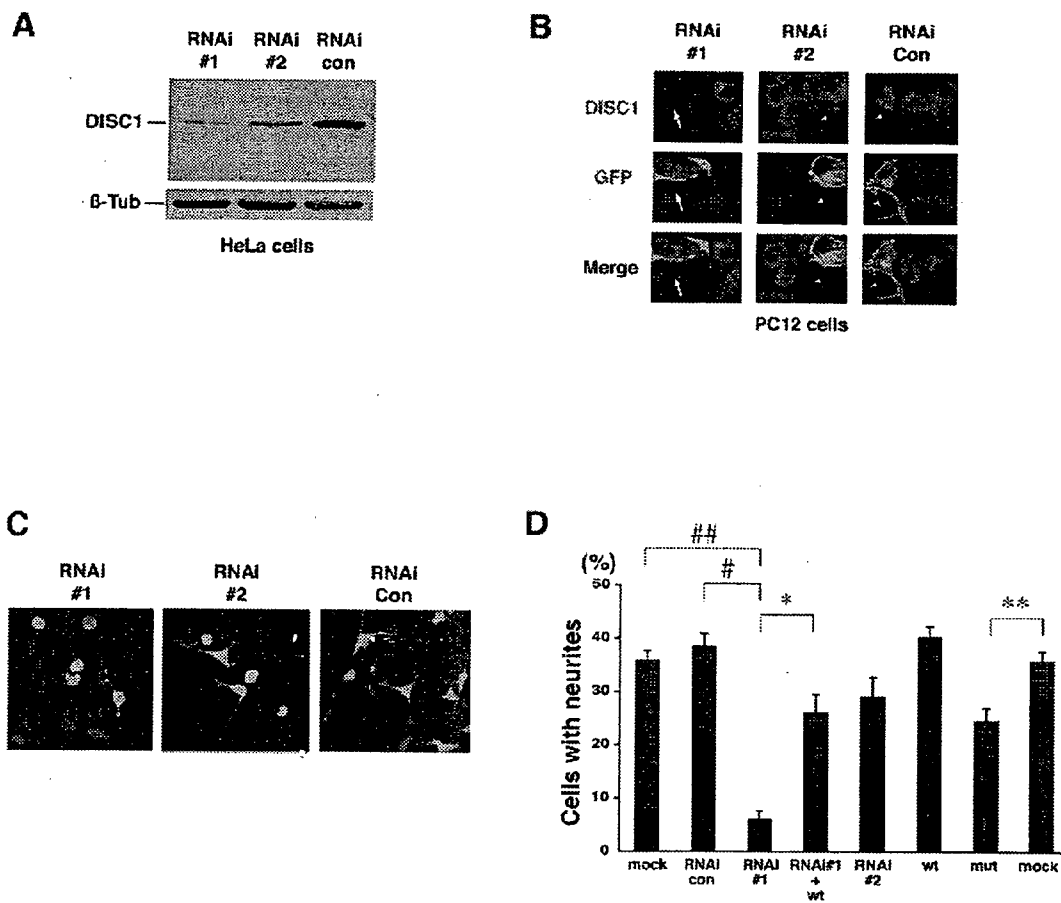 A
RNAi #1
RNAi #2
RNAi con
DISC1
ß-Tub
HeLa cells
B
RNAi #1
RNAi #2
RNAi Con
DISC1
GFP
Merge
PC12 cells
C
RNAi #1
RNAi #2
RNAi Con
D
(%)
##
#
*
**
50
40
30
20
10
0
Cells with neurites
mock
RNAi con
RNAi #1
RNAi#1 + wt
RNAi #2
wt
mut
mock